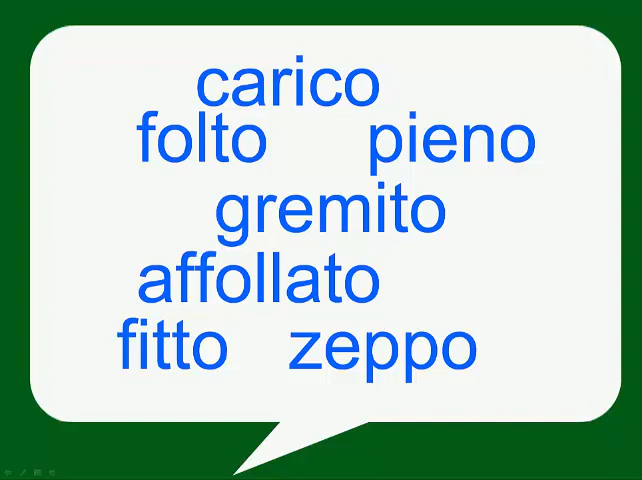 carico
folto pieno
gremito
affollato
fitto zeppo